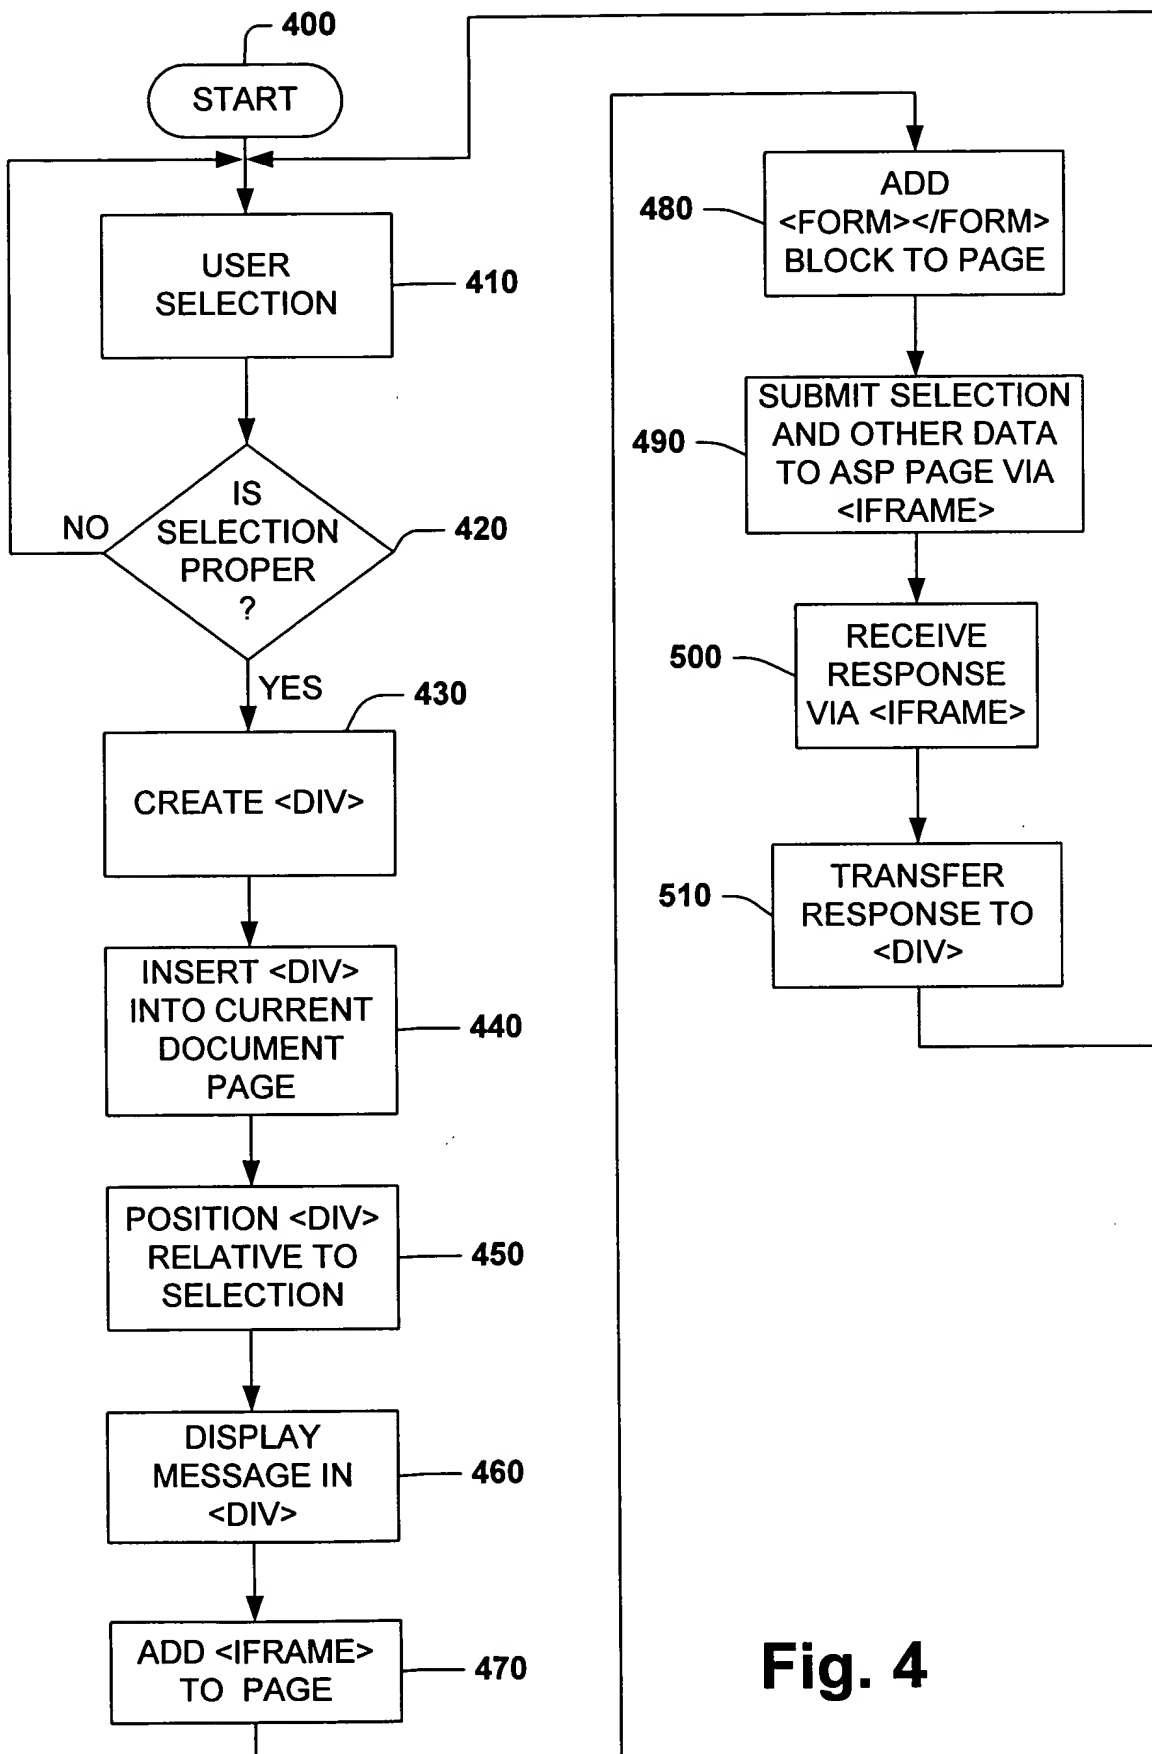 400
START
USER
SELECTION
410
IS
SELECTION
PROPER
?
420
NO
YES
430
CREATE <DIV>
INSERT <DIV>
INTO CURRENT
DOCUMENT
PAGE
440
POSITION <DIV>
RELATIVE TO
SELECTION
450
DISPLAY
MESSAGE IN
<DIV>
460
ADD <IFRAME>
TO PAGE
470
ADD
<FORM></FORM>
BLOCK TO PAGE
480
SUBMIT SELECTION
AND OTHER DATA
TO ASP PAGE VIA
<IFRAME>
490
RECEIVE
RESPONSE
VIA <IFRAME>
500
TRANSFER
RESPONSE TO
<DIV>
510
Fig. 4